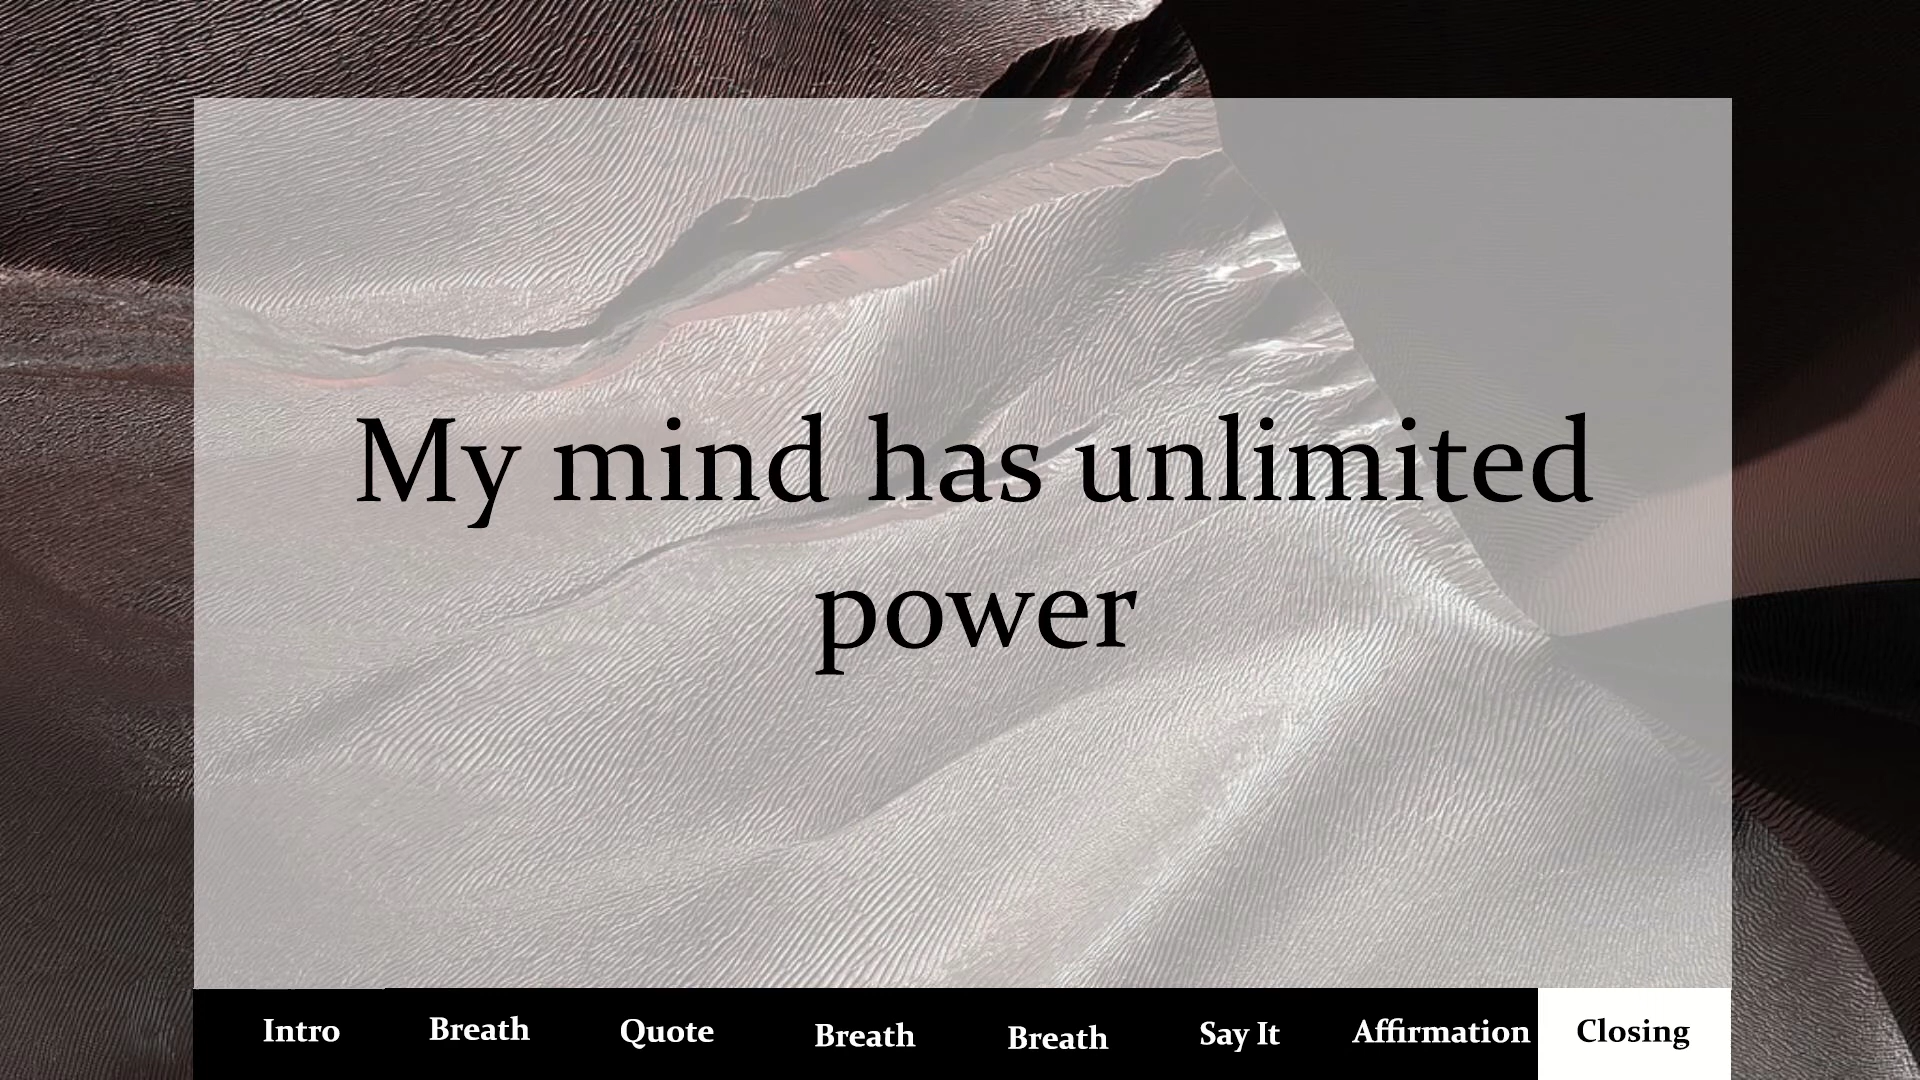 My mind has unlimited
power
Intro
Breath
Quote
Breath
Breath
Say It
Affirmation
Closing